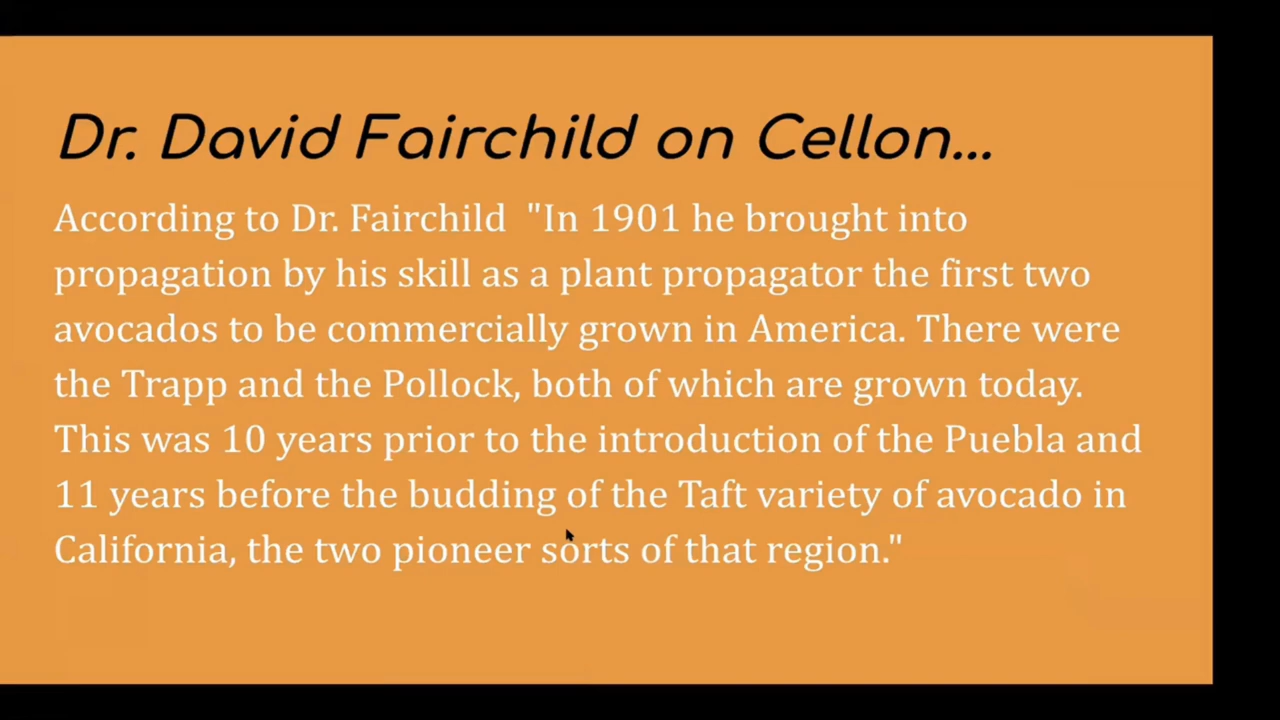 Dr. David Fairchild on Cellon...
According to Dr. Fairchild  "In 1901 he brought into
propagation by his skill as a plant propagator the first two
avocados to be commercially grown in America. There were
the Trapp and the Pollock, both of which are grown today.
This was 10 years prior to the introduction of the Puebla and
11 years before the budding of the Taft variety of avocado in
California, the two pioneer sorts of that region."